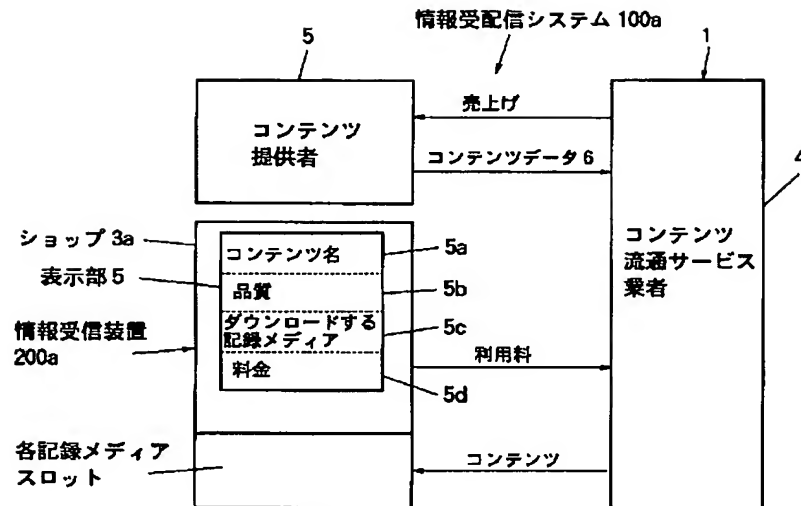 情報受配信システム 100a
5
1
売上げ
コンテンツ
提供者
コンテンツデータ 6
4
ショップ 3a
コンテンツ名
5a
コンテンツ
流通サービス
業者
表示部 5
品質
5b
ダウンロードする
記録メディア
5c
情報受信装置
200a
料金
5d
利用料
各記録メディア
スロット
コンテンツ